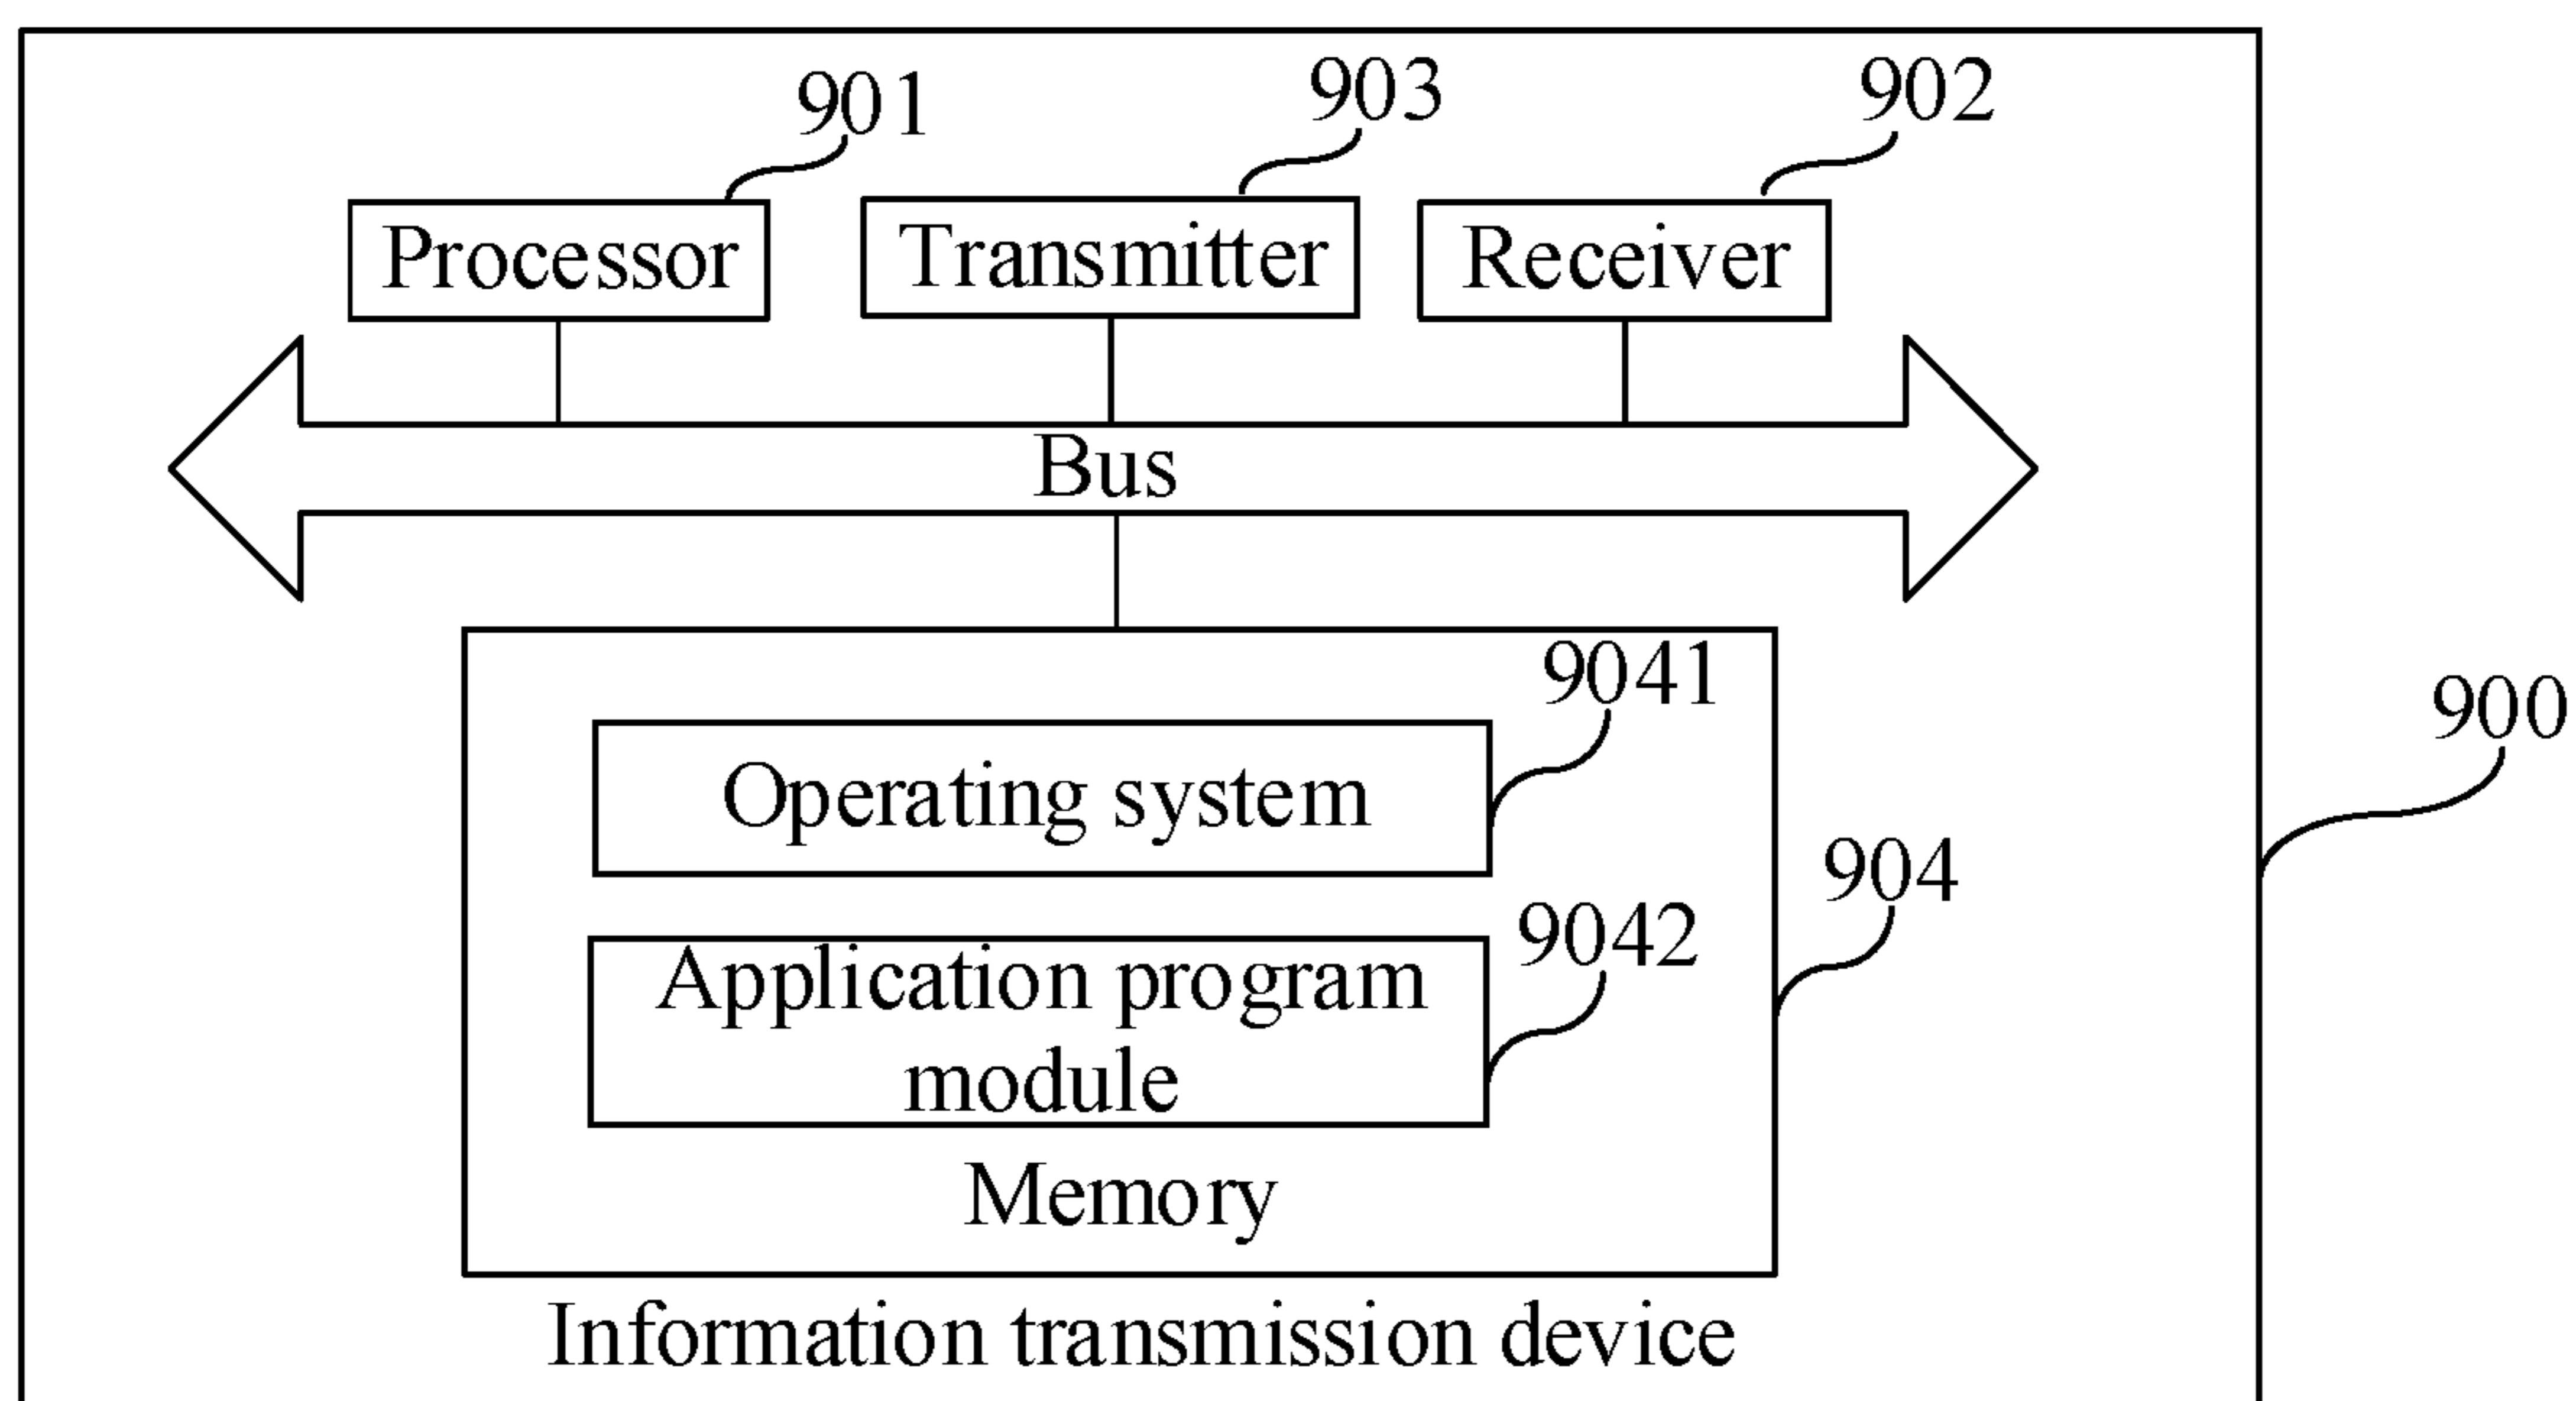 901
903
902
Processor
Transmitter
Receiver
Bus
9041
900
Operating system
904
9042
Application program
module
Memory
Information transmission device